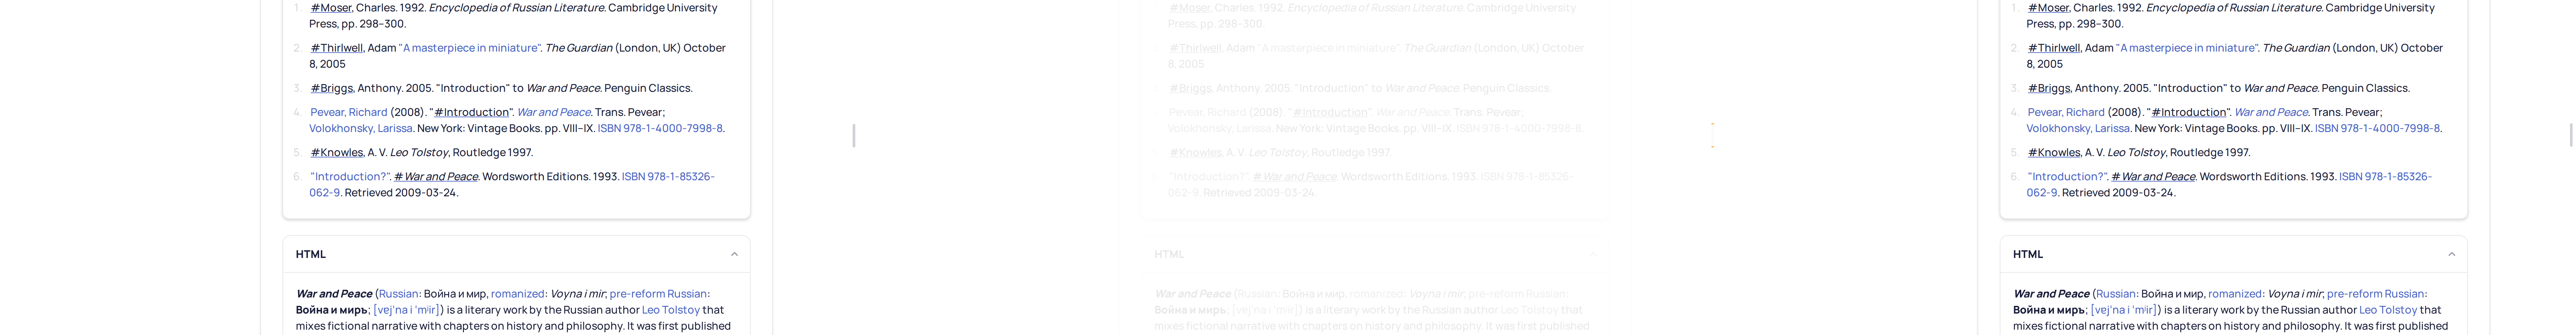 1. #Moser, Charles. 1992. Encyclopedia of Russian Literature. Cambridge University
Press, pp. 298–300.
2. #Thirlwell, Adam "A masterpiece in miniature". The Guardian (London, UK) October
8, 2005
3. #Briggs, Anthony. 2005. "Introduction" to War and Peace. Penguin Classics.
4. Pevear, Richard (2008). "#Introduction". War and Peace. Trans. Pevear;
Volokhonsky, Larissa. New York: Vintage Books. pp. VIII–IX. ISBN 978-1-4000-7998-8.
5. #Knowles, A. V. Leo Tolstoy, Routledge 1997.
6. "Introduction?". #War and Peace. Wordsworth Editions. 1993. ISBN 978-1-85326-
062-9. Retrieved 2009-03-24.
HTML
War and Peace (Russian: Война и мир, romanized: Voyna i mir; pre-reform Russian:
Война и миръ; [vɐjˈna i ˈmʲir]) is a literary work by the Russian author Leo Tolstoy that
mixes fictional narrative with chapters on history and philosophy. It was first published
#Moser, Charles. 1992. Encyclopedia of Russian Literature. Cambridge University
Press, pp. 298–300.
#Thirlwell, Adam "A masterpiece in miniature". The Guardian (London, UK) October
8, 2005
#Briggs, Anthony. 2005. "Introduction" to War and Peace. Penguin Classics.
Pevear, Richard (2008). "#Introduction". War and Peace. Trans. Pevear;
Volokhonsky, Larissa. New York: Vintage Books. pp. VIII–IX. ISBN 978-1-4000-7998-8.
#Knowles, A. V. Leo Tolstoy, Routledge 1997.
"Introduction?". #War and Peace. Wordsworth Editions. 1993. ISBN 978-1-85326-
062-9. Retrieved 2009-03-24.
HTML
War and Peace (Russian: Война и мир, romanized: Voyna i mir; pre-reform Russian:
Война и миръ; [vɐjˈna i ˈmʲir]) is a literary work by the Russian author Leo Tolstoy that
mixes fictional narrative with chapters on history and philosophy. It was first published
1. #Moser, Charles. 1992. Encyclopedia of Russian Literature. Cambridge University
Press, pp. 298–300.
2. #Thirlwell, Adam "A masterpiece in miniature". The Guardian (London, UK) October
8, 2005
3. #Briggs, Anthony. 2005. "Introduction" to War and Peace. Penguin Classics.
4. Pevear, Richard (2008). "#Introduction". War and Peace. Trans. Pevear;
Volokhonsky, Larissa. New York: Vintage Books. pp. VIII–IX. ISBN 978-1-4000-7998-8.
5. #Knowles, A. V. Leo Tolstoy, Routledge 1997.
6. "Introduction?". #War and Peace. Wordsworth Editions. 1993. ISBN 978-1-85326-
062-9. Retrieved 2009-03-24.
HTML
War and Peace (Russian: Война и мир, romanized: Voyna i mir; pre-reform Russian:
Война и миръ; [vɐjˈna i ˈmʲir]) is a literary work by the Russian author Leo Tolstoy that
mixes fictional narrative with chapters on history and philosophy. It was first published